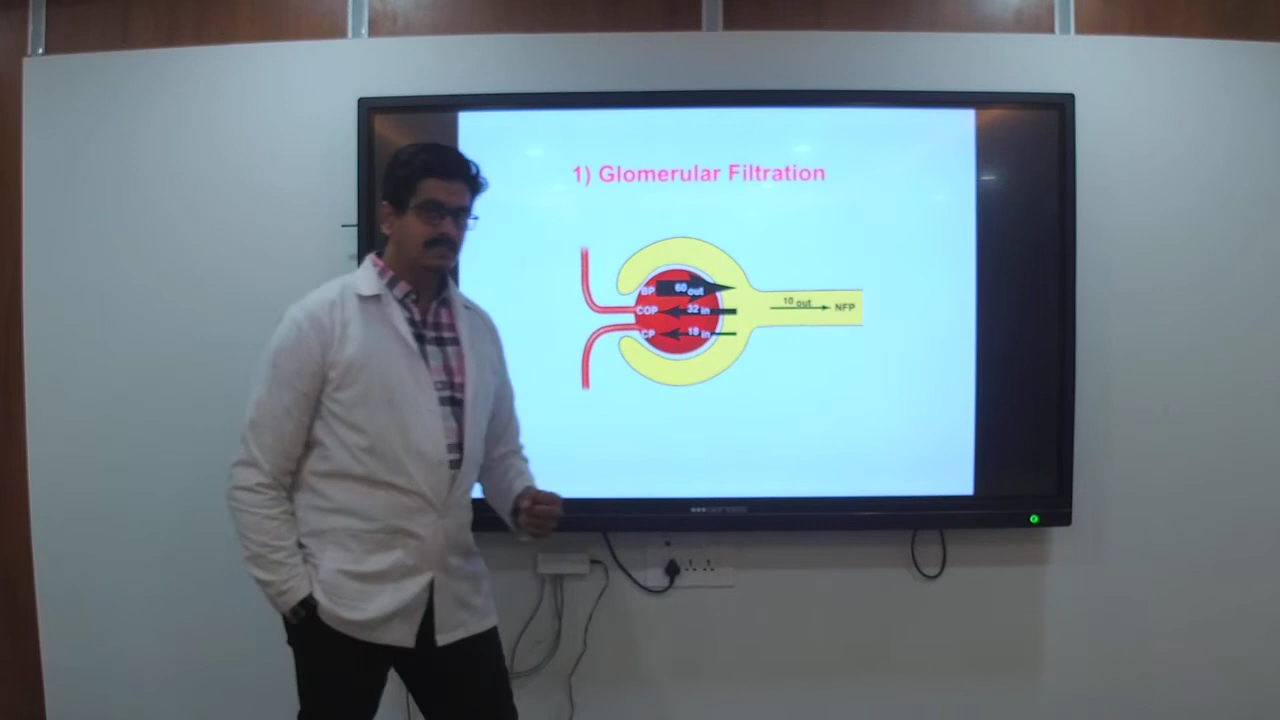 1) Glomerular Filtration
BP 60 out
COP 32 in
CP 18 in
10 out NFP